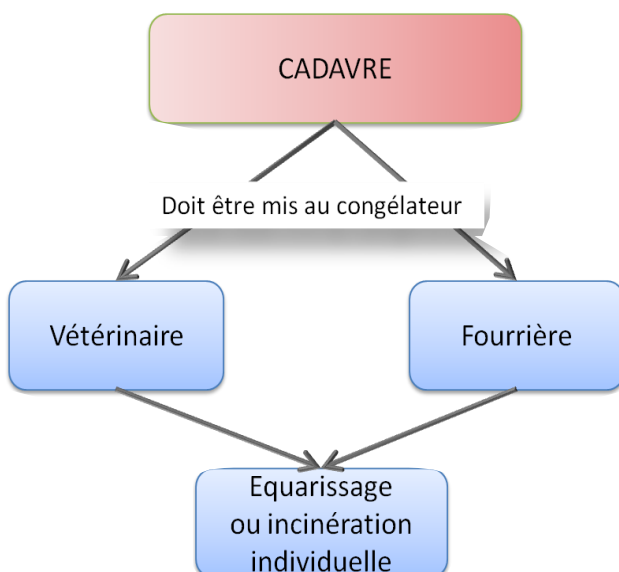 CADAVRE
Doit être mis au congélateur
Vétérinaire
Fourrière
Equarissage
ou incinération
individuelle